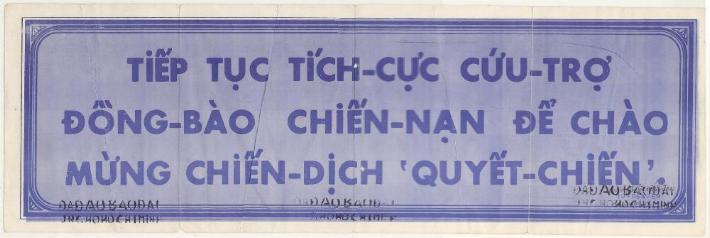 TIẾP TỤC TÍCH-CỰC CỨU-TRỢ
ĐỒNG-BÀO CHIẾN-NẠN ĐỂ CHÀO
MỪNG CHIẾN-DỊCH 'QUYẾT-CHIẾN'.